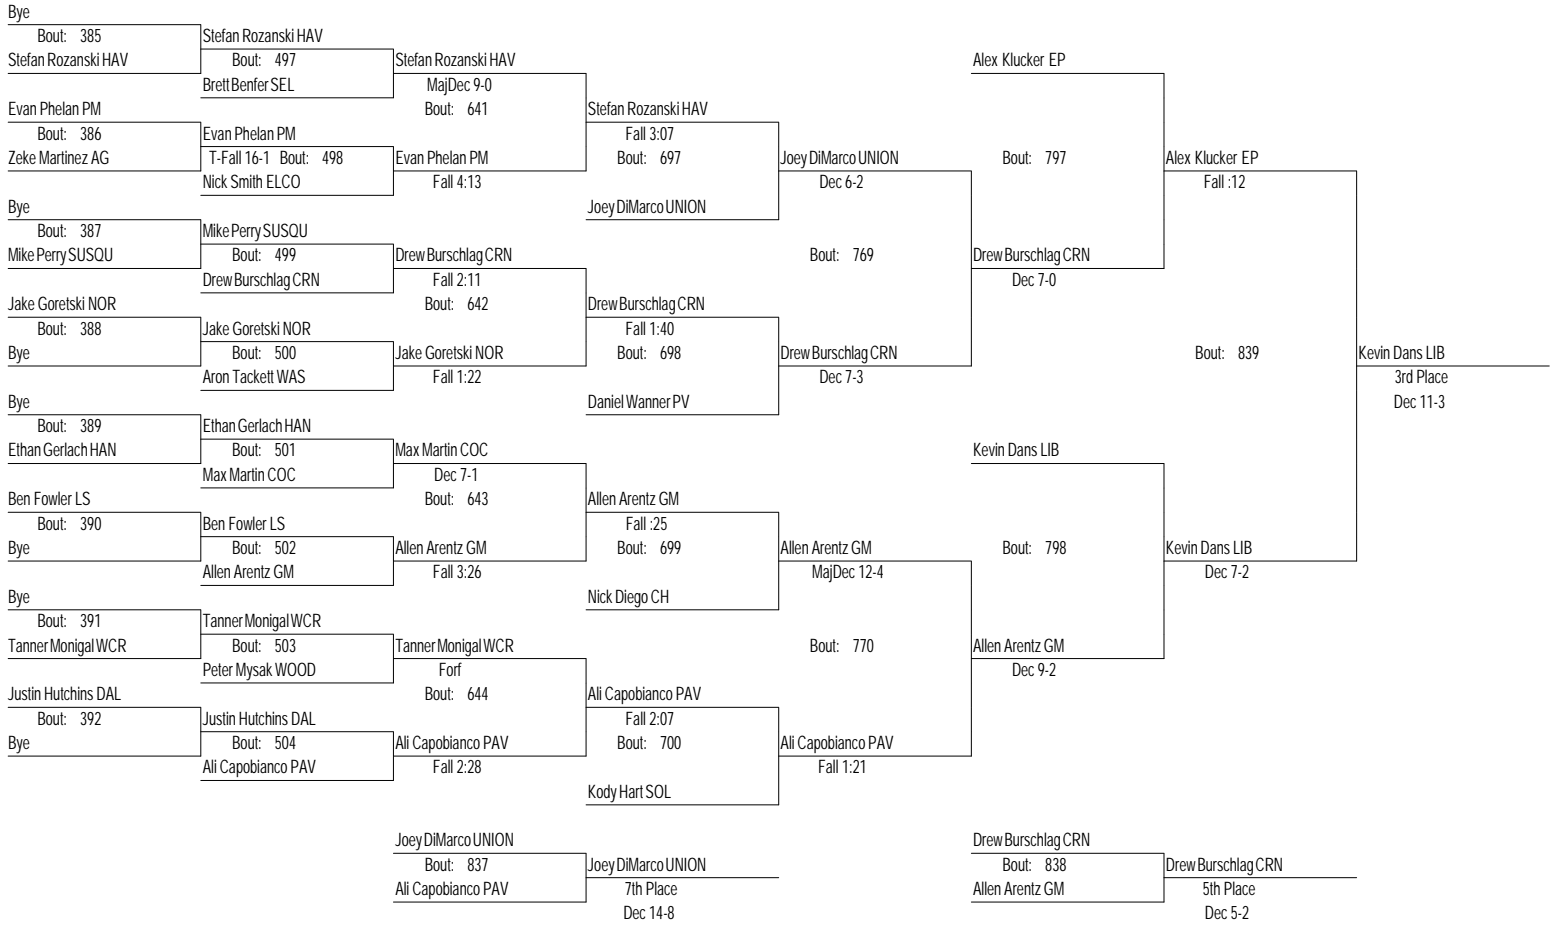 Bye
Bout: 385
Stefan Rozanski HAV
Evan Phelan PM
Bout: 386
Zeke Martinez AG
Bye
Bout: 387
Mike Perry SUSQU
Jake Goretski NOR
Bout: 388
Bye
Bye
Bout: 389
Ethan Gerlach HAN
Ben Fowler LS
Bout: 390
Bye
Bye
Bout: 391
Tanner Monigal WCR
Justin Hutchins DAL
Bout: 392
Bye
Stefan Rozanski HAV
Bout: 497
Brett Benfer SEL
Evan Phelan PM
T-Fall 16-1 Bout: 498
Nick Smith ELCO
Mike Perry SUSQU
Bout: 499
Drew Burschlag CRN
Jake Goretski NOR
Bout: 500
Aron Tackett WAS
Ethan Gerlach HAN
Bout: 501
Max Martin COC
Ben Fowler LS
Bout: 502
Allen Arentz GM
Tanner Monigal WCR
Bout: 503
Peter Mysak WOOD
Justin Hutchins DAL
Bout: 504
Ali Capobianco PAV
Stefan Rozanski HAV
MajDec 9-0
Bout: 641
Evan Phelan PM
Fall 4:13
Drew Burschlag CRN
Fall 2:11
Bout: 642
Jake Goretski NOR
Fall 1:22
Max Martin COC
Dec 7-1
Bout: 643
Allen Arentz GM
Fall 3:26
Tanner Monigal WCR
Forf
Bout: 644
Ali Capobianco PAV
Fall 2:28
Stefan Rozanski HAV
Fall 3:07
Bout: 697
Joey DiMarco UNION
Drew Burschlag CRN
Fall 1:40
Bout: 698
Daniel Wanner PV
Allen Arentz GM
Fall :25
Bout: 699
Nick Diego CH
Ali Capobianco PAV
Fall 2:07
Bout: 700
Kody Hart SOL
Joey DiMarco UNION
Dec 6-2
Bout: 769
Drew Burschlag CRN
Dec 7-3
Allen Arentz GM
MajDec 12-4
Bout: 770
Ali Capobianco PAV
Fall 1:21
Alex Klucker EP
Bout: 797
Drew Burschlag CRN
Dec 7-0
Kevin Dans LIB
Bout: 798
Allen Arentz GM
Dec 9-2
Alex Klucker EP
Fall :12
Bout: 839
Kevin Dans LIB
Dec 7-2
Kevin Dans LIB
3rd Place
Dec 11-3
Joey DiMarco UNION
Bout: 837
Ali Capobianco PAV
Joey DiMarco UNION
7th Place
Dec 14-8
Drew Burschlag CRN
Bout: 838
Allen Arentz GM
Drew Burschlag CRN
5th Place
Dec 5-2